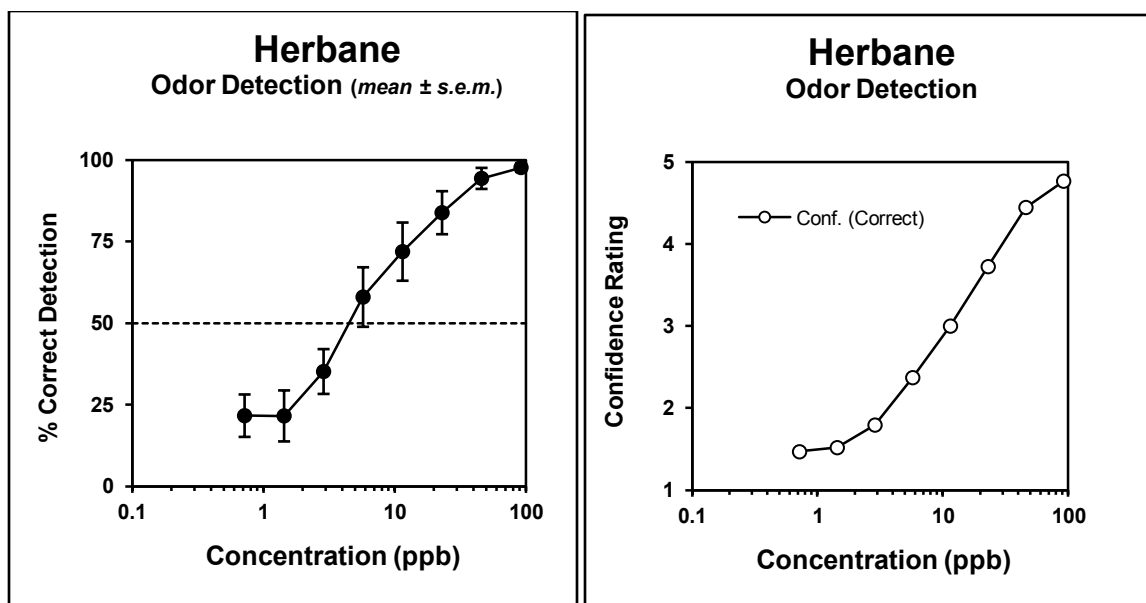 Herbane
Odor Detection (mean ± s.e.m.)
100
75
50
25
0
% Correct Detection
0.1 1 10 100
Concentration (ppb)
Herbane
Odor Detection
5
4
3
2
1
Confidence Rating
Conf. (Correct)
0.1 1 10 100
Concentration (ppb)